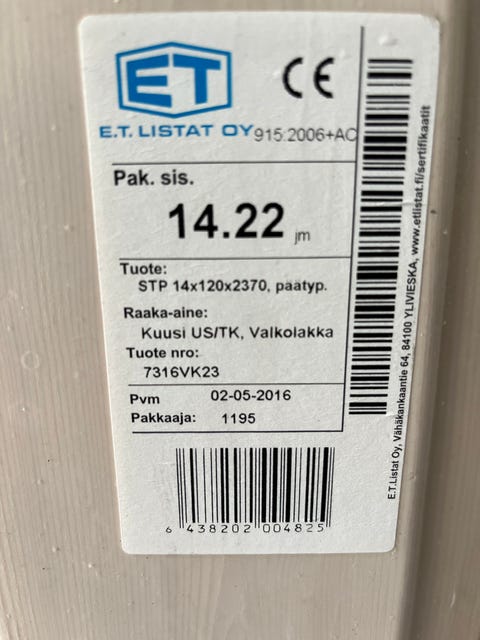 ET
CE
E.T. LISTAT OY
915:2006+AC
Pak. sis.
14.22 jm
Tuote:
STP 14x120x2370, päätyp.
Raaka-aine:
Kuusi US/TK, Valkolakka
Tuote nro:
7316VK23
Pvm 02-05-2016
Pakkaaja: 1195
6 438202 004825
E.T.Listat Oy, Vähäkankaantie 64, 84100 YLIVIESKA, www.etlistat.fi/sertifikaatit